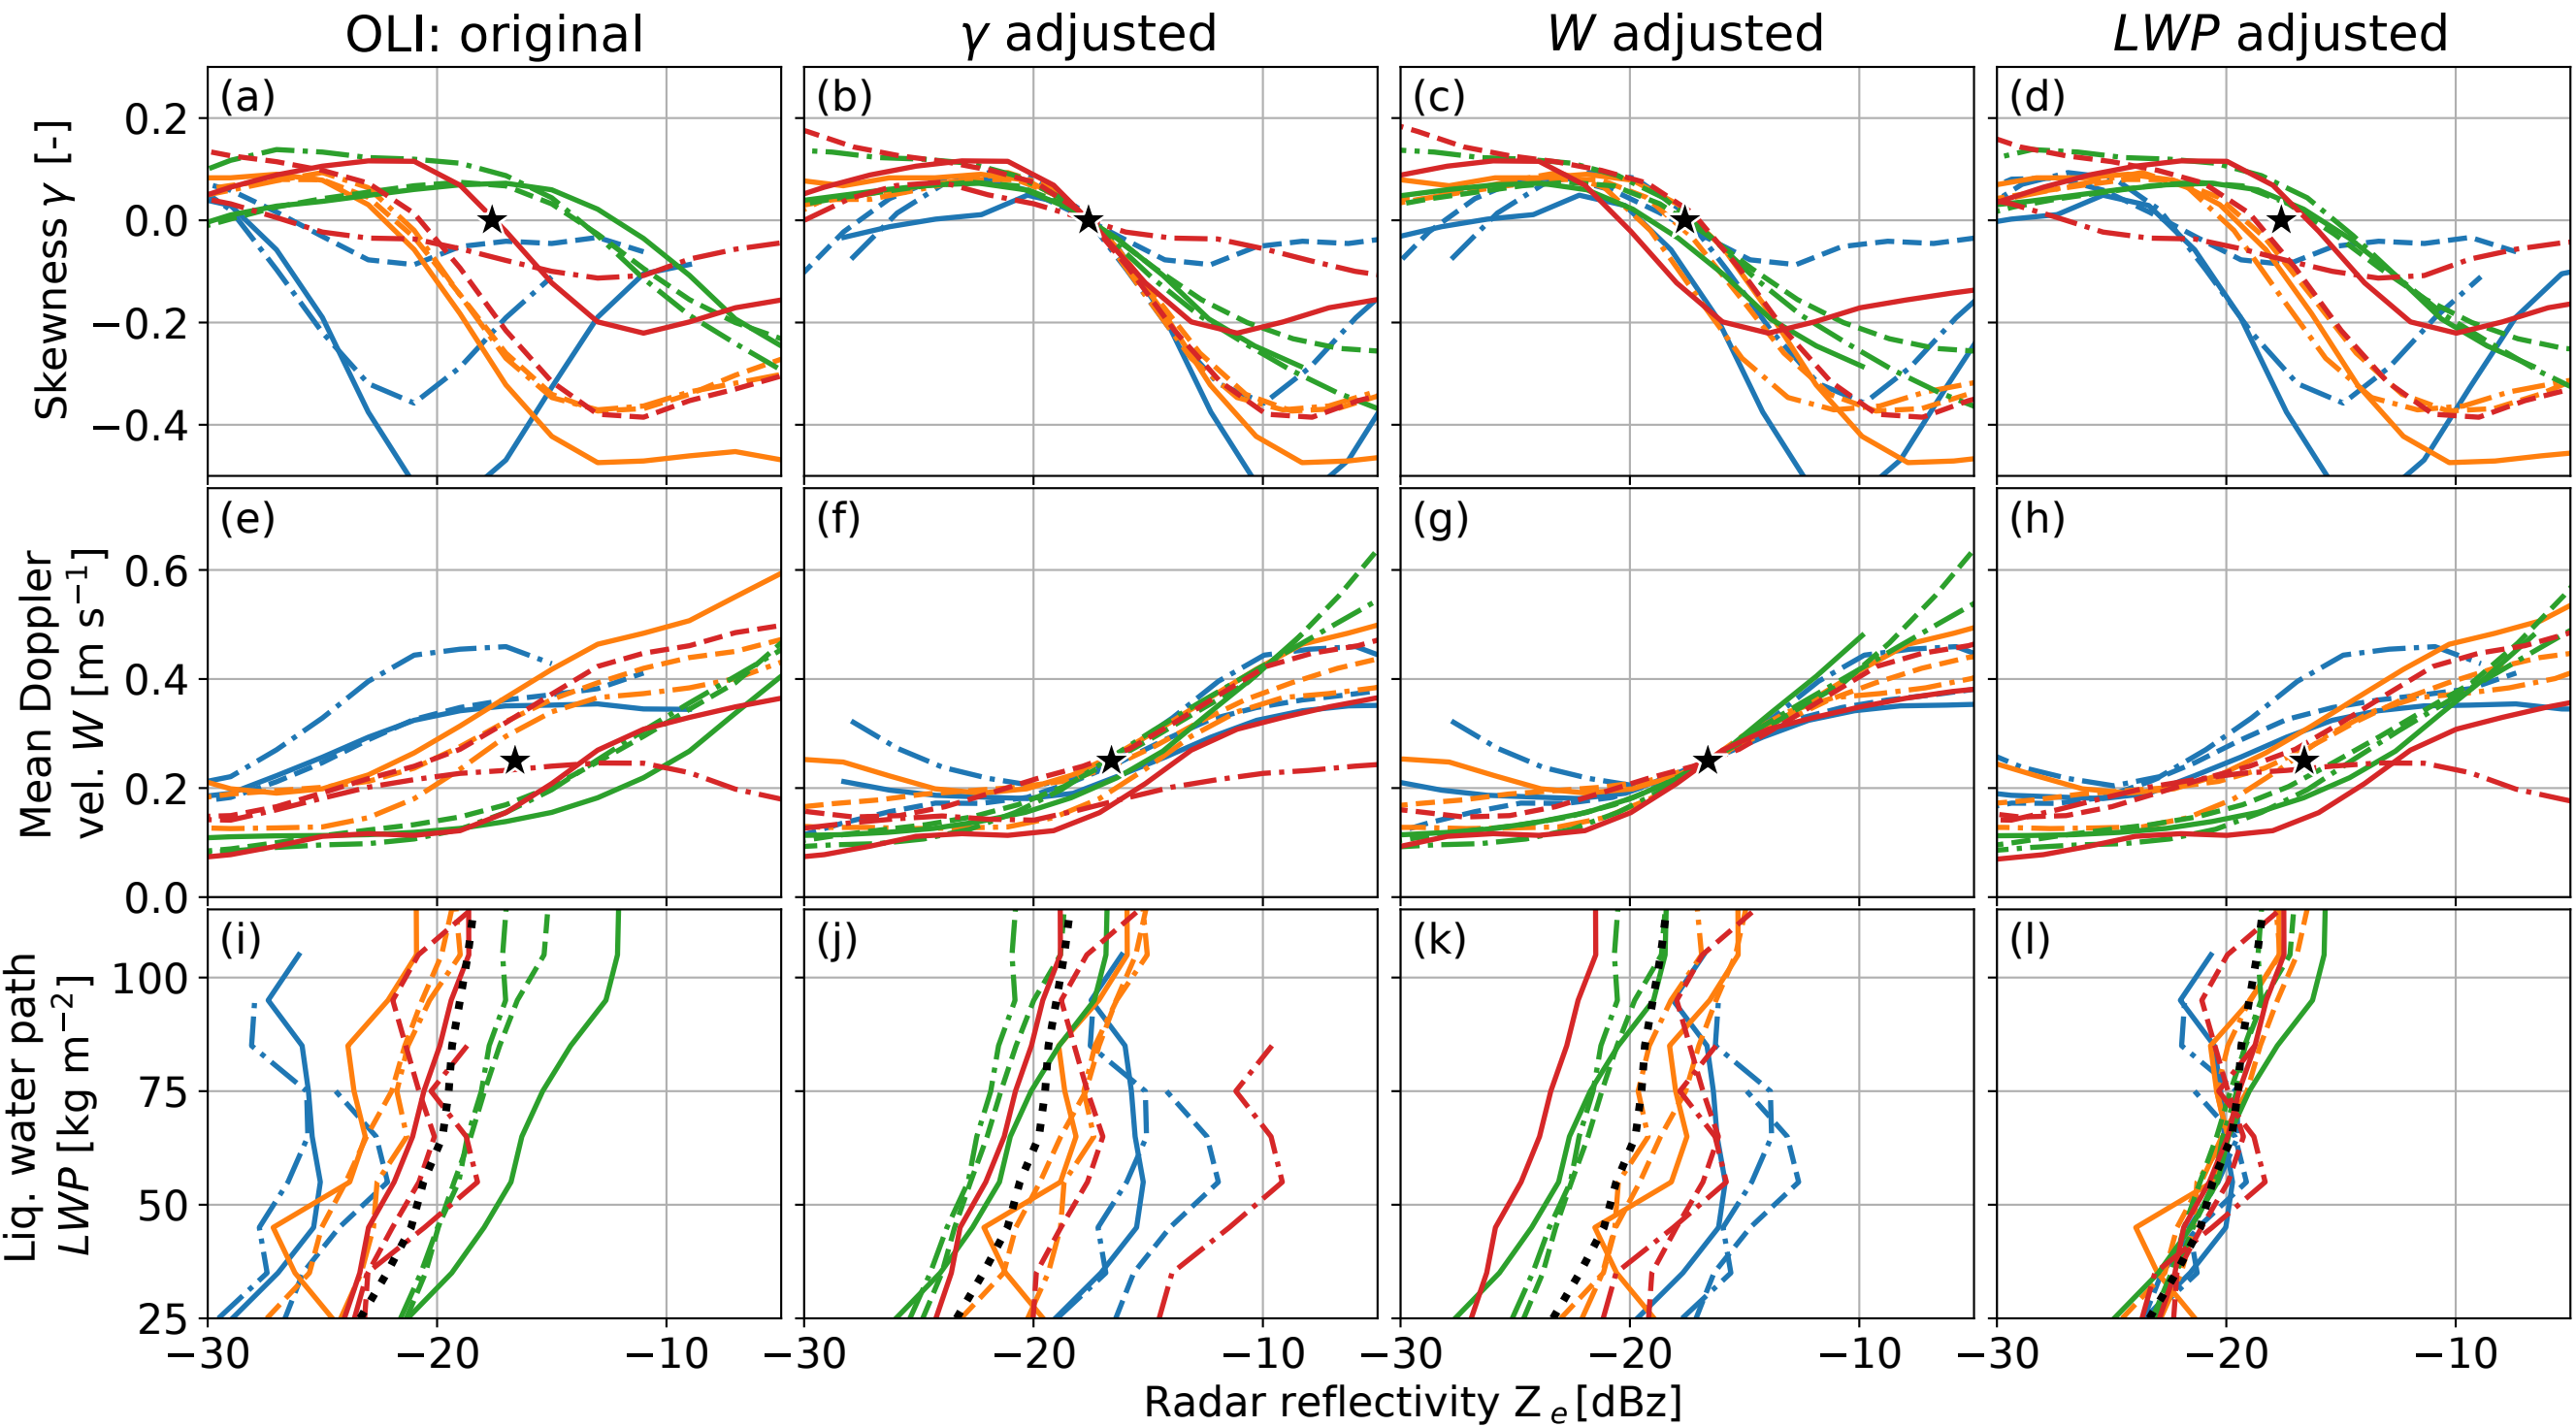 OLI: original
γ adjusted
W adjusted
LWP adjusted
(a)
(b)
(c)
(d)
Skewness γ [-]
0.2
0.0
−0.2
−0.4
(e)
(f)
(g)
(h)
Mean Doppler
vel. W [m s⁻¹]
0.6
0.4
0.2
0.0
(i)
(j)
(k)
(l)
Liq. water path
LWP [kg m⁻²]
100
75
50
25
−30
−20
−10
−30
−20
−10
−30
−20
−10
−30
−20
−10
Radar reflectivity Z e [dBz]